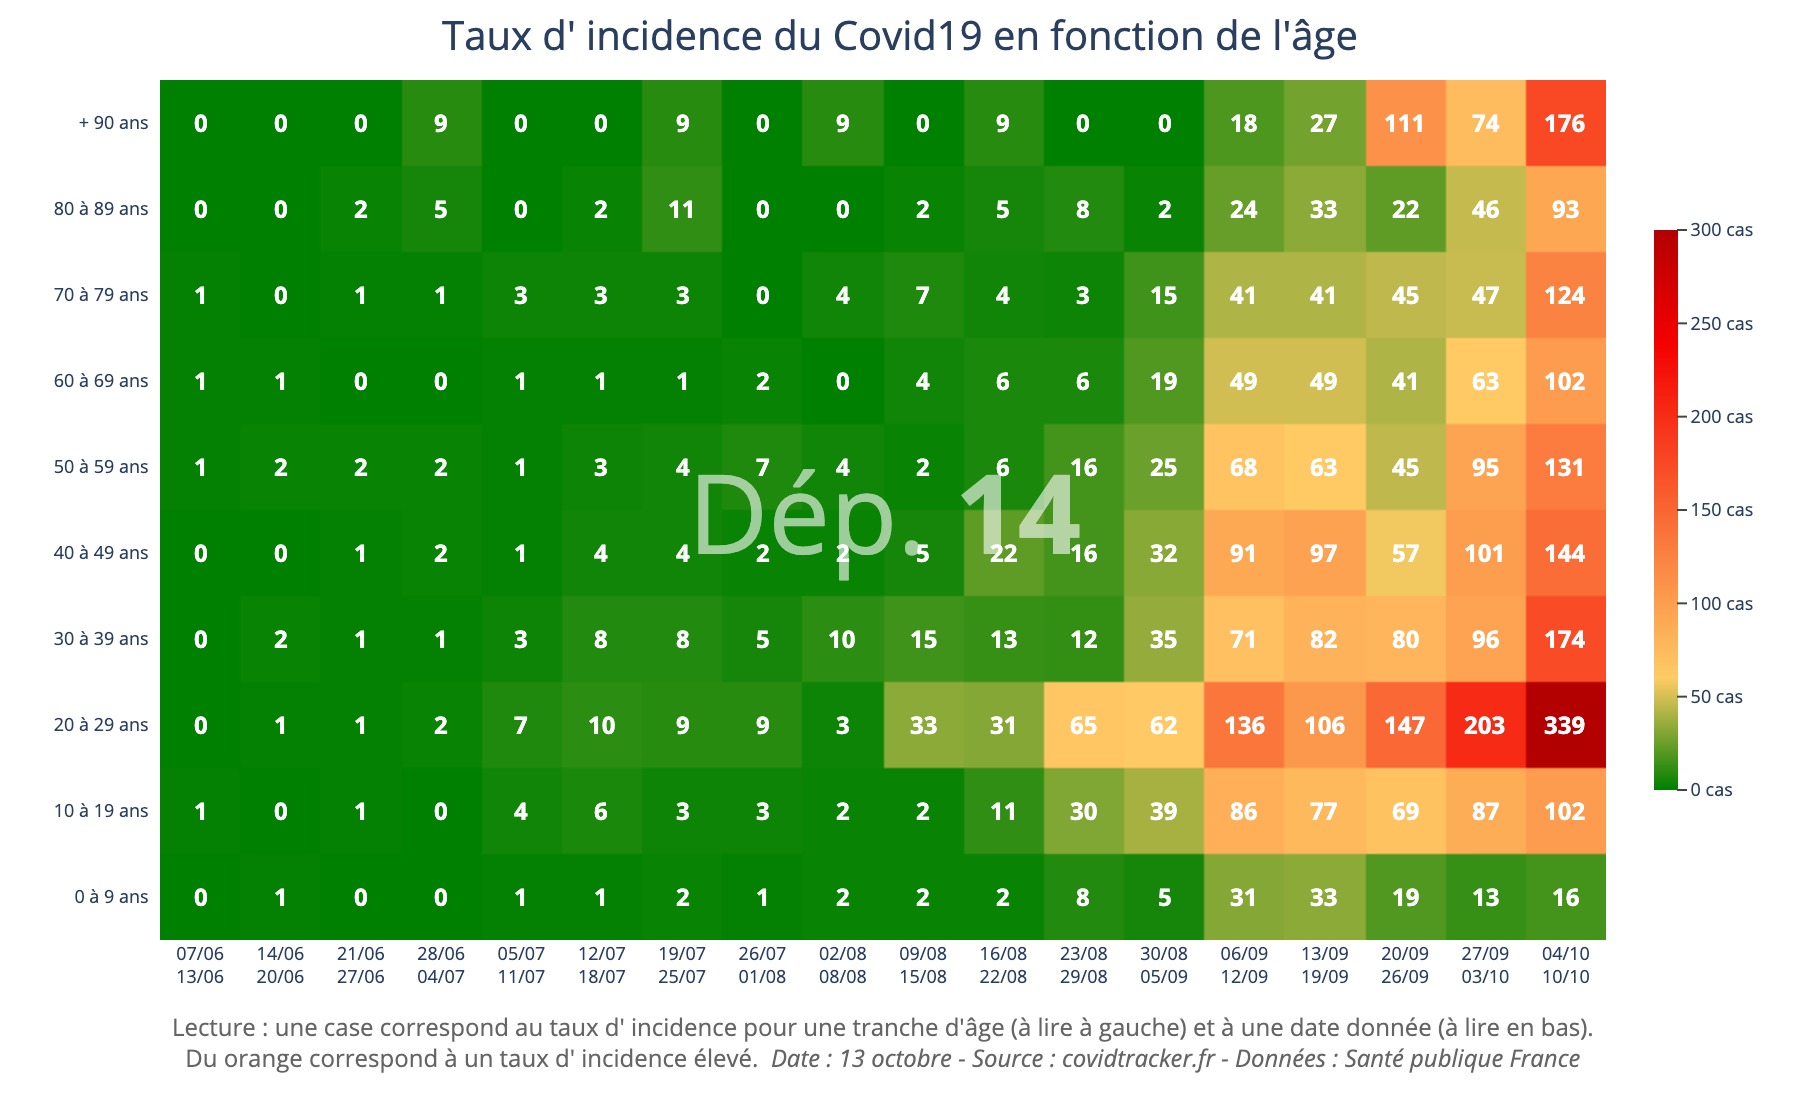 Taux d' incidence du Covid19 en fonction de l'âge
+ 90 ans 0 0 0 9 0 0 9 0 9 0 9 0 0 18 27 111 74 176
80 à 89 ans 0 0 2 5 0 2 11 0 0 2 5 8 2 24 33 22 46 93
70 à 79 ans 1 0 1 1 3 3 3 0 4 7 4 3 15 41 41 45 47 124
60 à 69 ans 1 1 0 0 1 1 1 2 0 4 6 6 19 49 49 41 63 102
50 à 59 ans 1 2 2 2 1 3 4 7 4 2 6 16 25 68 63 45 95 131
Dép. 14
40 à 49 ans 0 0 1 2 1 4 4 2 2 5 22 16 32 91 97 57 101 144
30 à 39 ans 0 2 1 1 3 8 8 5 10 15 13 12 35 71 82 80 96 174
20 à 29 ans 0 1 1 2 7 10 9 9 3 33 31 65 62 136 106 147 203 339
10 à 19 ans 1 0 1 0 4 6 3 3 2 2 11 30 39 86 77 69 87 102
0 à 9 ans 0 1 0 0 1 1 2 1 2 2 2 8 5 31 33 19 13 16
07/06 14/06 21/06 28/06 05/07 12/07 19/07 26/07 02/08 09/08 16/08 23/08 30/08 06/09 13/09 20/09 27/09 04/10
13/06 20/06 27/06 04/07 11/07 18/07 25/07 01/08 08/08 15/08 22/08 29/08 05/09 12/09 19/09 26/09 03/10 10/10
300 cas
250 cas
200 cas
150 cas
100 cas
50 cas
0 cas
Lecture : une case correspond au taux d' incidence pour une tranche d'âge (à lire à gauche) et à une date donnée (à lire en bas).
Du orange correspond à un taux d' incidence élevé. Date : 13 octobre - Source : covidtracker.fr - Données : Santé publique France